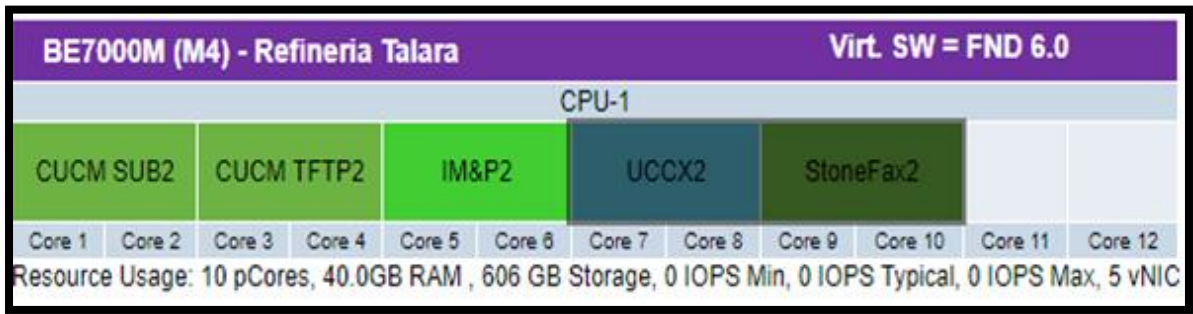 BE7000M (M4) - Refineria Talara Virt. SW = FND 6.0
CPU-1
CUCM SUB2 CUCM TFTP2 IM&P2 UCCX2 StoneFax2
Core 1 Core 2 Core 3 Core 4 Core 5 Core 6 Core 7 Core 8 Core 9 Core 10 Core 11 Core 12
Resource Usage: 10 pCores, 40.0GB RAM , 606 GB Storage, 0 IOPS Min, 0 IOPS Typical, 0 IOPS Max, 5 vNIC